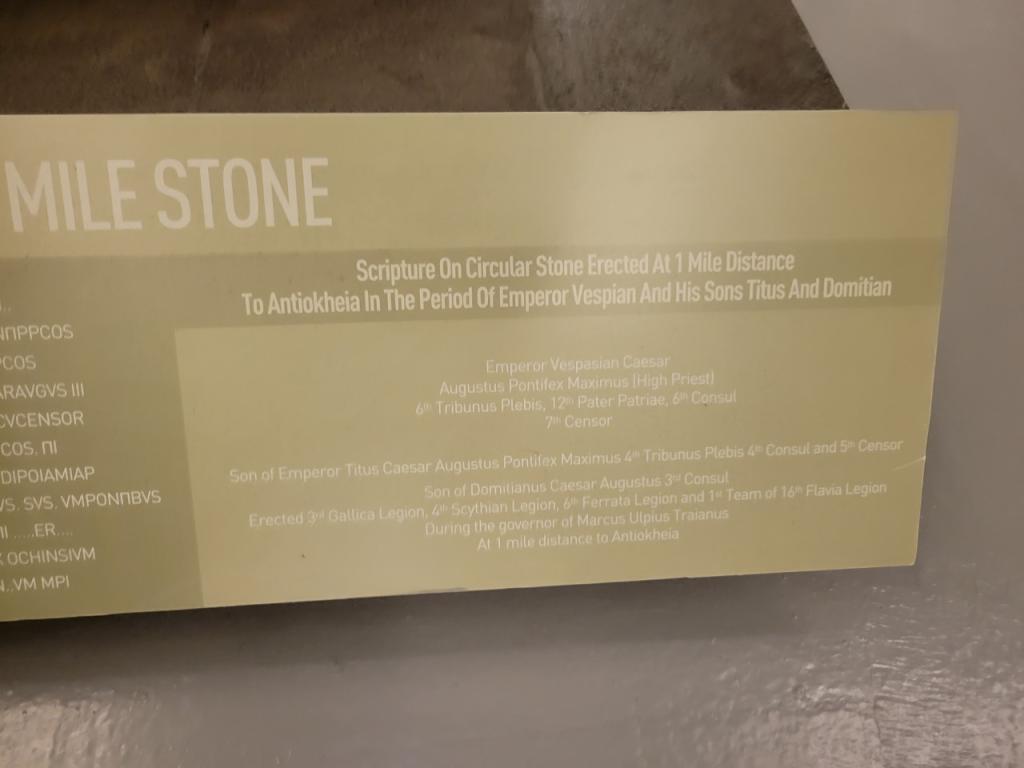 MILE STONE
ПППРСOS
COS
ARAVGVS III
CVCENSOR
COS. ΠI
DIPOIAMIAP
VS. SVS, VMPONΠBVS
.....ER....
OCHINSIVM
..VM MPI
Scripture On Circular Stone Erected At 1 Mile Distance
To Antiokheia In The Period Of Emperor Vespian And His Sons Titus And Domitian
Emperor Vespasian Caesar
Augustus Pontifex Maximus (High Priest)
6th Tribunus Plebis, 12th Pater Patriae, 6th Consul
7th Censor
Son of Emperor Titus Caesar Augustus Pontifex Maximus 4th Tribunus Plebis 4th Consul and 5th Censor
Son of Domitianus Caesar Augustus 3rd Consul
Erected 3rd Gallica Legion, 4th Scythian Legion, 6th Ferrata Legion and 1st Team of 16th Flavia Legion
During the governor of Marcus Ulpius Traianus
At 1 mile distance to Antiokheia